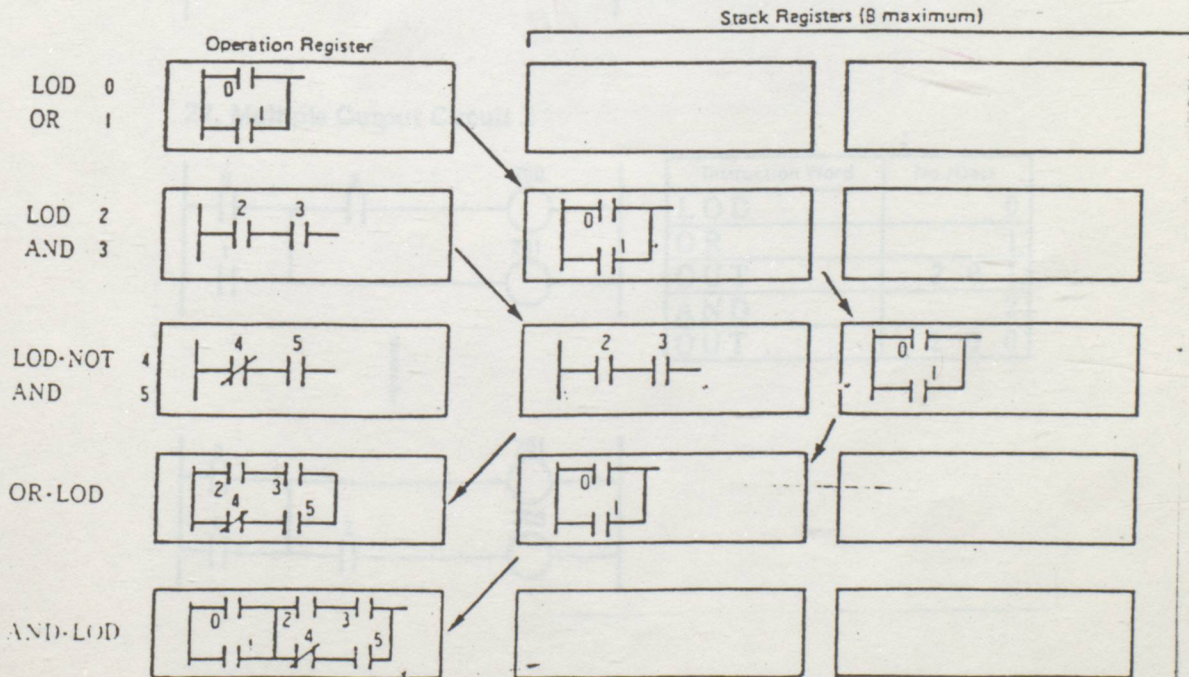 Stack Registers (8 maximum)
Operation Register
LOD 0
OR 1
0
1
LOD 2
AND 3
2 3
0
1
LOD-NOT 4
AND 5
4 5
2 3
0
1
OR-LOD
2 3
4 5
0
1
AND-LOD
0 2 3
1 4 5